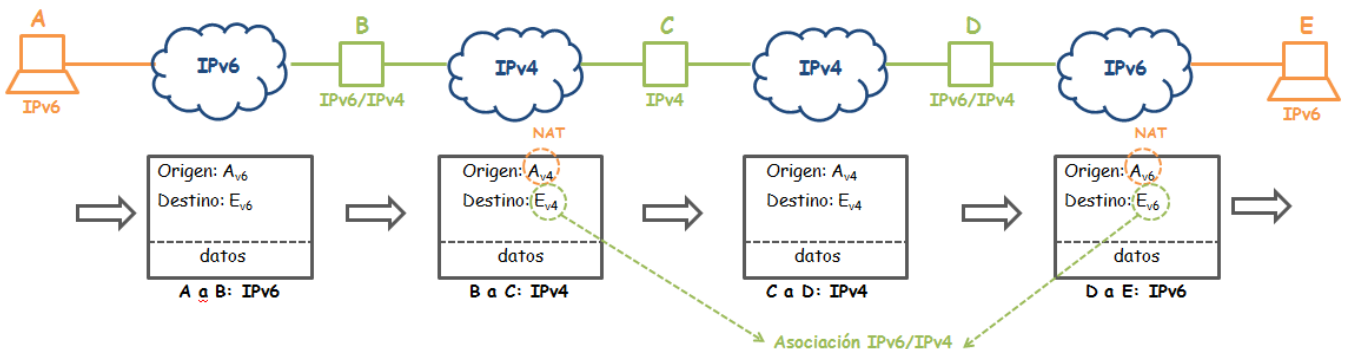 A
B
C
D
E
IPv6
IPv4
IPv4
IPv6
IPv6
IPv6/IPv4
IPv4
IPv6/IPv4
IPv6
NAT
NAT
Origen: Av6
Destino: Ev6
datos
A a B: IPv6
Origen: Av4
Destino: Ev4
datos
B a C: IPv4
Origen: Av4
Destino: Ev4
datos
C a D: IPv4
Origen: Av6
Destino: Ev6
datos
D a E: IPv6
Asociación IPv6/IPv4